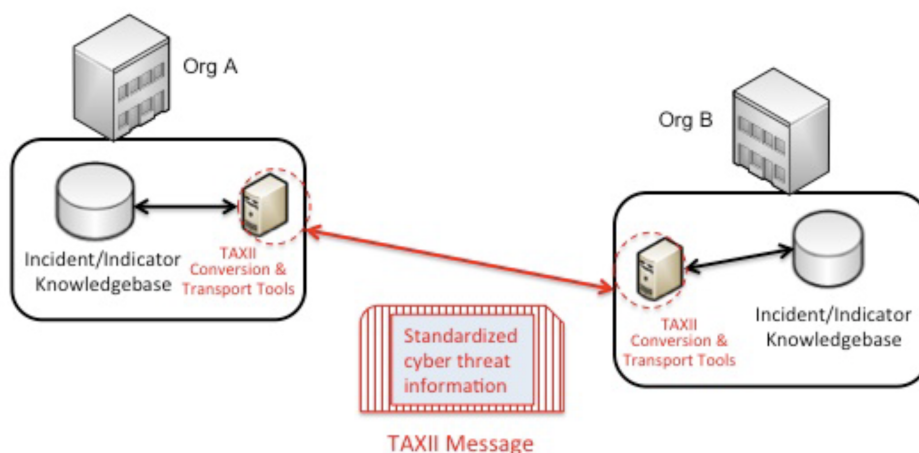 Org A
Org B
Incident/Indicator
Knowledgebase
TAXII
Conversion &
Transport Tools
Standardized
cyber threat
information
TAXII Message
TAXII
Conversion &
Transport Tools
Incident/Indicator
Knowledgebase